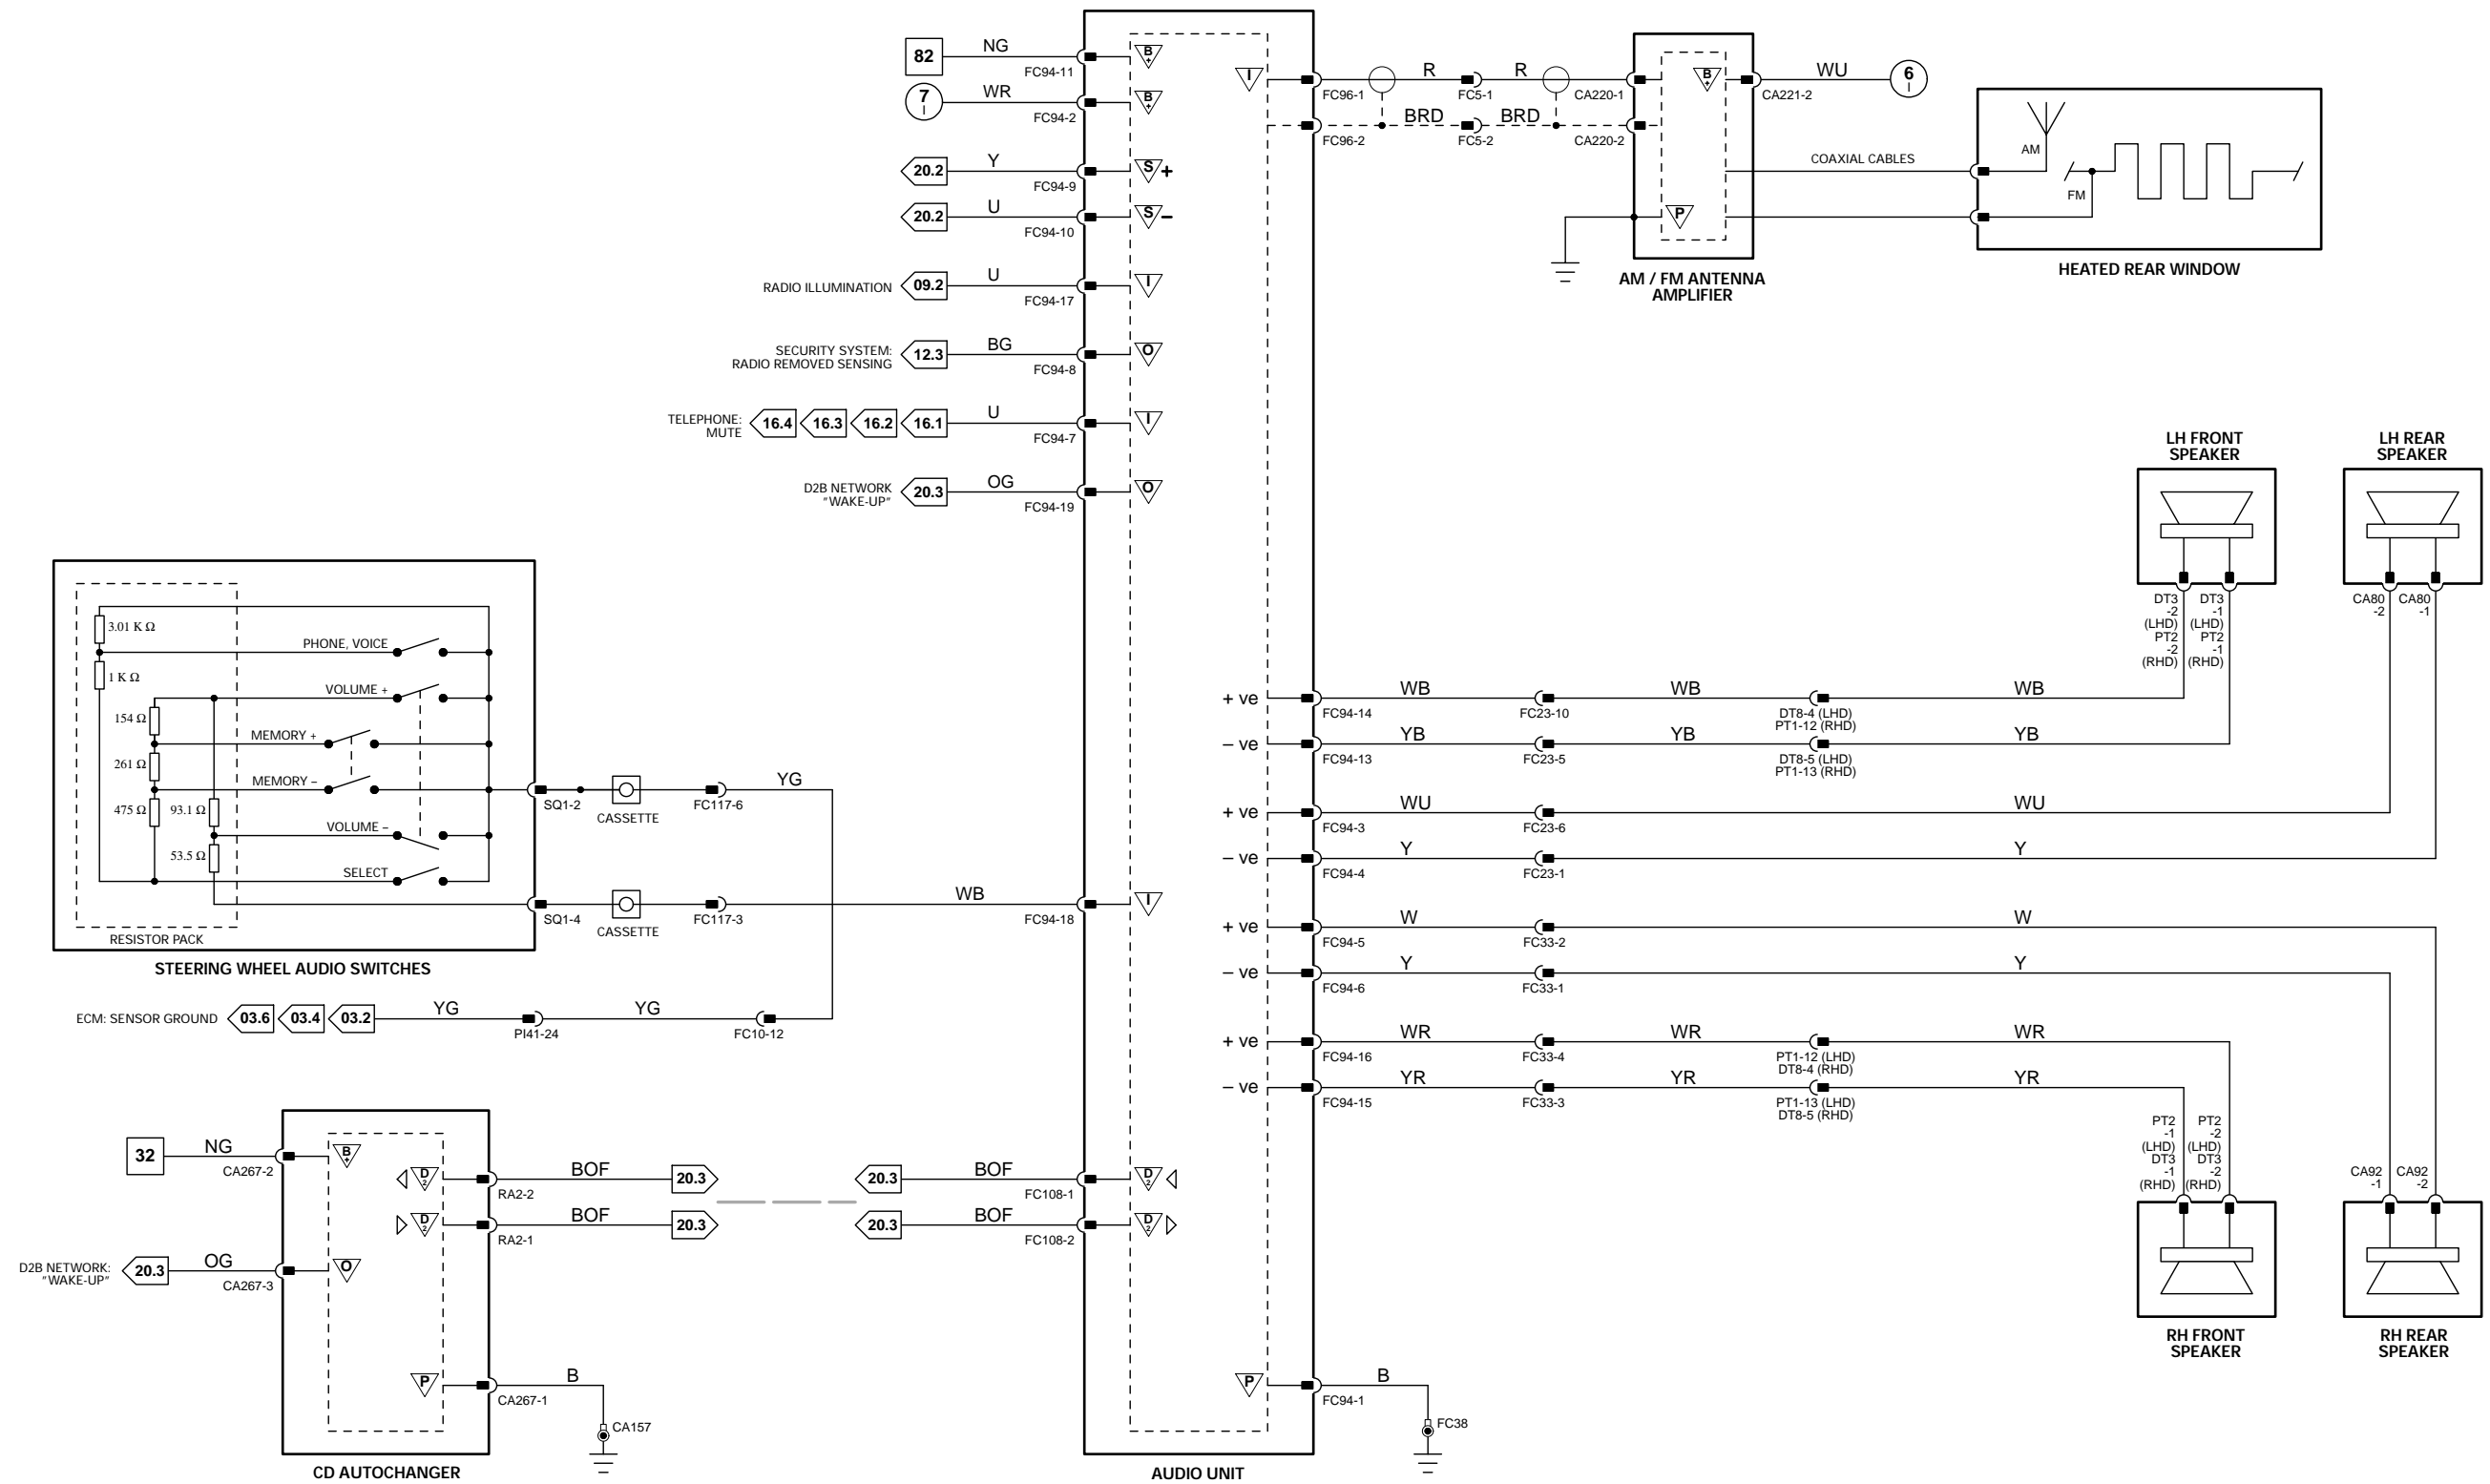 82 NG FC94-11 B+
7 I WR FC94-2 B+
20.2 Y FC94-9 S+
20.2 U FC94-10 S–
RADIO ILLUMINATION 09.2 U FC94-17 I
SECURITY SYSTEM:
RADIO REMOVED SENSING 12.3 BG FC94-8 O
TELEPHONE:
MUTE 16.4 16.3 16.2 16.1 U FC94-7 I
D2B NETWORK
"WAKE-UP" 20.3 OG FC94-19 O
I FC96-1 R FC5-1 R CA220-1 B+ CA221-2 WU 6 I
FC96-2 BRD FC5-2 BRD CA220-2
COAXIAL CABLES
P
AM
FM
AM / FM ANTENNA
AMPLIFIER
HEATED REAR WINDOW
LH FRONT
SPEAKER
LH REAR
SPEAKER
DT3
-2
(LHD)
PT2
-2
(RHD)
DT3
-1
(LHD)
PT2
-1
(RHD)
CA80
-2
CA80
-1
3.01 K Ω
PHONE, VOICE
1 K Ω
VOLUME +
154 Ω
MEMORY +
261 Ω
MEMORY –
475 Ω 93.1 Ω
VOLUME –
53.5 Ω
SELECT
RESISTOR PACK
STEERING WHEEL AUDIO SWITCHES
SQ1-2 CASSETTE FC117-6 YG
SQ1-4 CASSETTE FC117-3 WB FC94-18 I
ECM: SENSOR GROUND 03.6 03.4 03.2 YG PI41-24 YG FC10-12
+ ve FC94-14 WB FC23-10 WB DT8-4 (LHD)
PT1-12 (RHD) WB
– ve FC94-13 YB FC23-5 YB DT8-5 (LHD)
PT1-13 (RHD) YB
+ ve FC94-3 WU FC23-6 WU
– ve FC94-4 Y FC23-1 Y
+ ve FC94-5 W FC33-2 W
– ve FC94-6 Y FC33-1 Y
+ ve FC94-16 WR FC33-4 WR PT1-12 (LHD)
DT8-4 (RHD) WR
– ve FC94-15 YR FC33-3 YR PT1-13 (LHD)
DT8-5 (RHD) YR
PT2
-1
(LHD)
DT3
-1
(RHD)
PT2
-2
(LHD)
DT3
-2
(RHD)
CA92
-1
CA92
-2
RH FRONT
SPEAKER
RH REAR
SPEAKER
32 NG CA267-2 B+
D2B NETWORK:
"WAKE-UP" 20.3 OG CA267-3 O
D2 RA2-2 BOF 20.3
D2 RA2-1 BOF 20.3
20.3 BOF FC108-1 D2
20.3 BOF FC108-2 D2
P CA267-1 B CA157
P FC94-1 B FC38
CD AUTOCHANGER
AUDIO UNIT